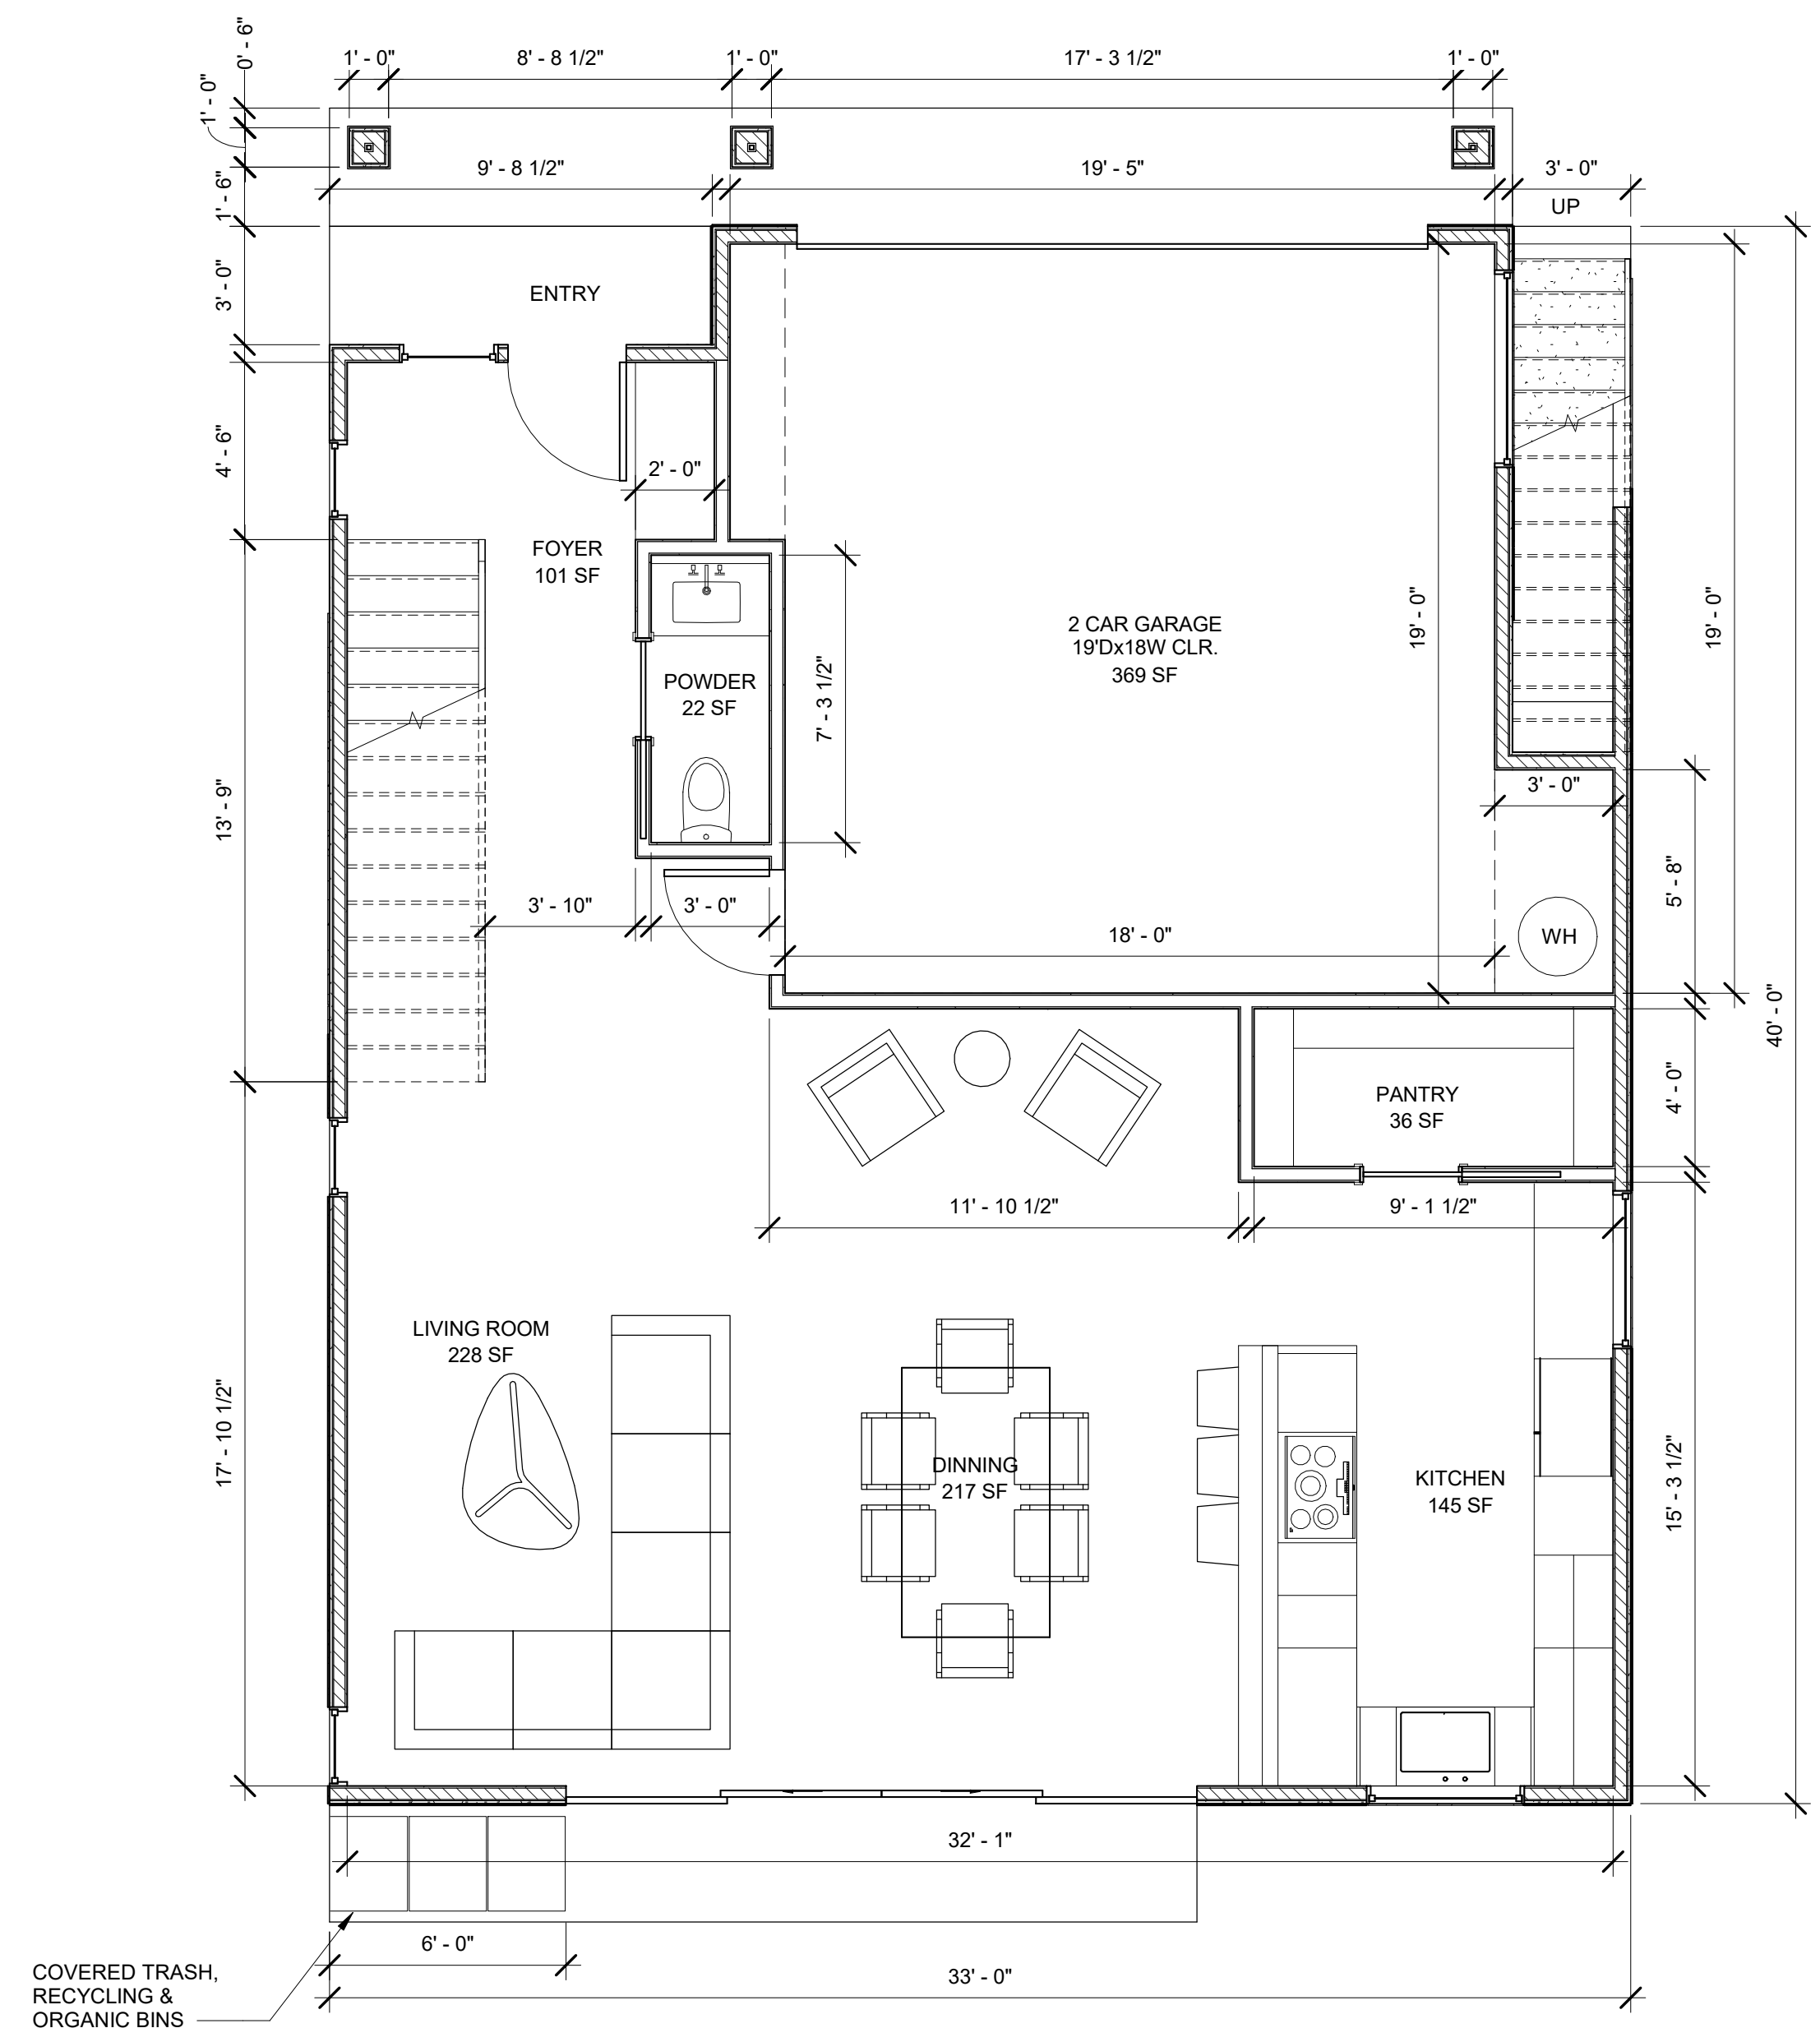 0' - 6"
1' - 0"
8' - 8 1/2"
1' - 0"
17' - 3 1/2"
1' - 0"
1' - 0"
9' - 8 1/2"
19' - 5"
3' - 0"
1' - 6"
UP
3' - 0"
ENTRY
4' - 6"
2' - 0"
FOYER
101 SF
2 CAR GARAGE
19'Dx18W CLR.
369 SF
19' - 0"
19' - 0"
POWDER
22 SF
7' - 3 1/2"
13' - 9"
3' - 0"
5' - 8"
3' - 10"
3' - 0"
18' - 0"
WH
40' - 0"
PANTRY
36 SF
4' - 0"
11' - 10 1/2"
9' - 1 1/2"
LIVING ROOM
228 SF
17' - 10 1/2"
DINNING
217 SF
KITCHEN
145 SF
15' - 3 1/2"
32' - 1"
6' - 0"
33' - 0"
COVERED TRASH,
RECYCLING &
ORGANIC BINS